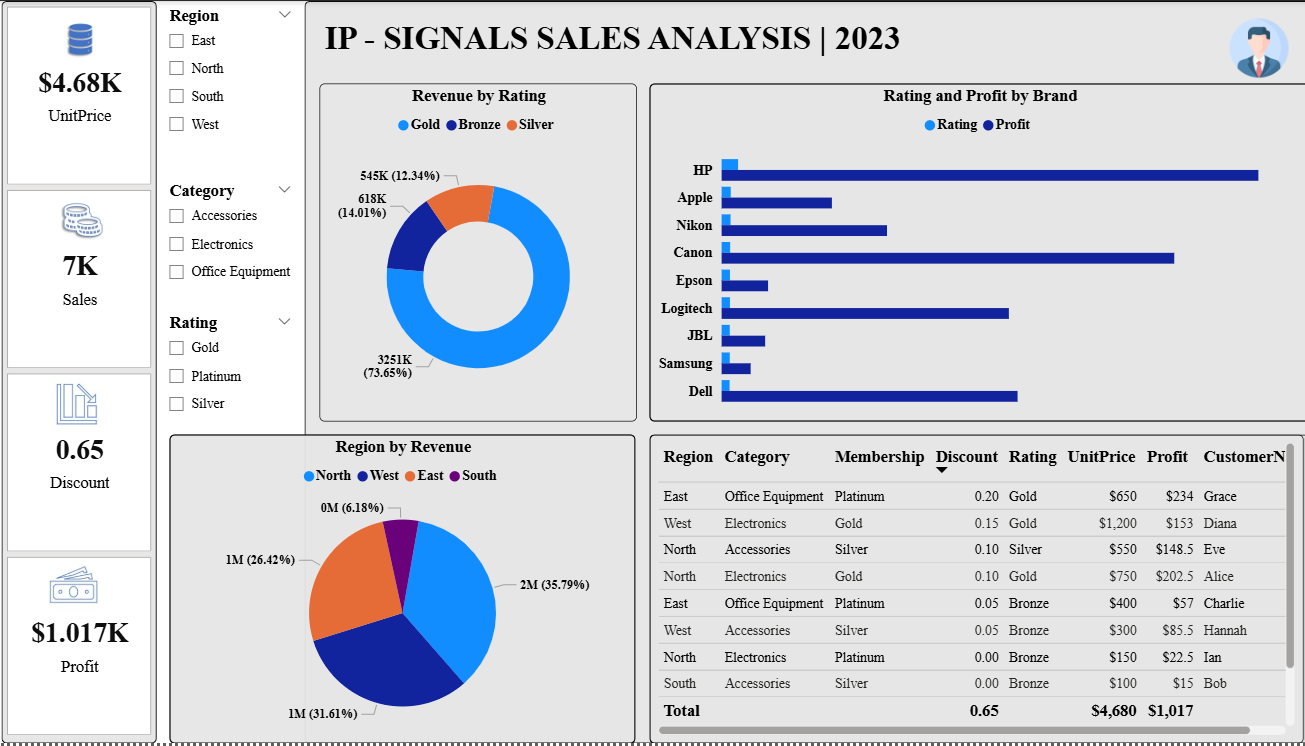 $4.68K
UnitPrice
7K
Sales
0.65
Discount
$1.017K
Profit
Region
East
North
South
West
Category
Accessories
Electronics
Office Equipment
Rating
Gold
Platinum
Silver
IP - SIGNALS SALES ANALYSIS | 2023
Revenue by Rating
Gold Bronze Silver
545K (12.34%)
618K
(14.01%)
3251K
(73.65%)
Rating and Profit by Brand
Rating Profit
HP
Apple
Nikon
Canon
Epson
Logitech
JBL
Samsung
Dell
Region by Revenue
North West East South
0M (6.18%)
1M (26.42%)
2M (35.79%)
1M (31.61%)
Region Category Membership Discount Rating UnitPrice Profit CustomerN
East Office Equipment Platinum 0.20 Gold $650 $234 Grace
West Electronics Gold 0.15 Gold $1,200 $153 Diana
North Accessories Silver 0.10 Silver $550 $148.5 Eve
North Electronics Gold 0.10 Gold $750 $202.5 Alice
East Office Equipment Platinum 0.05 Bronze $400 $57 Charlie
West Accessories Silver 0.05 Bronze $300 $85.5 Hannah
North Electronics Platinum 0.00 Bronze $150 $22.5 Ian
South Accessories Silver 0.00 Bronze $100 $15 Bob
Total 0.65 $4,680 $1,017